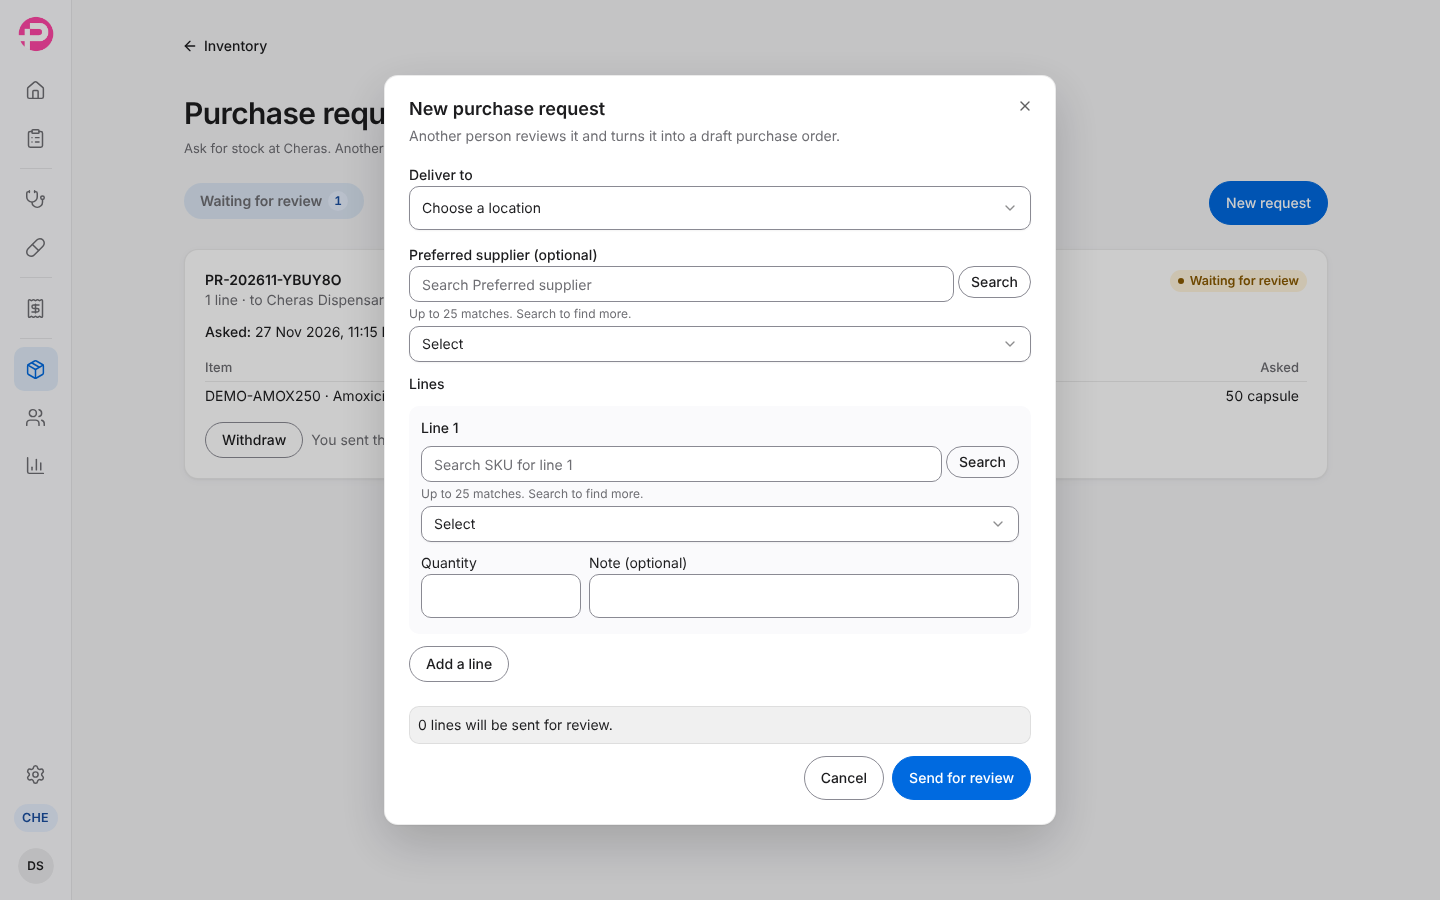 Inventory
Purchase requ
Ask for stock at Cheras. Another
Waiting for review 1
New request
PR-202611-YBUY8O
1 line · to Cheras Dispensar
Waiting for review
Asked: 27 Nov 2026, 11:15
Item
Asked
DEMO-AMOX250 · Amoxici
50 capsule
Withdraw
You sent th
New purchase request
Another person reviews it and turns it into a draft purchase order.
Deliver to
Choose a location
Preferred supplier (optional)
Search Preferred supplier
Search
Up to 25 matches. Search to find more.
Select
Lines
Line 1
Search SKU for line 1
Search
Up to 25 matches. Search to find more.
Select
Quantity
Note (optional)
Add a line
0 lines will be sent for review.
Cancel
Send for review
CHE
DS